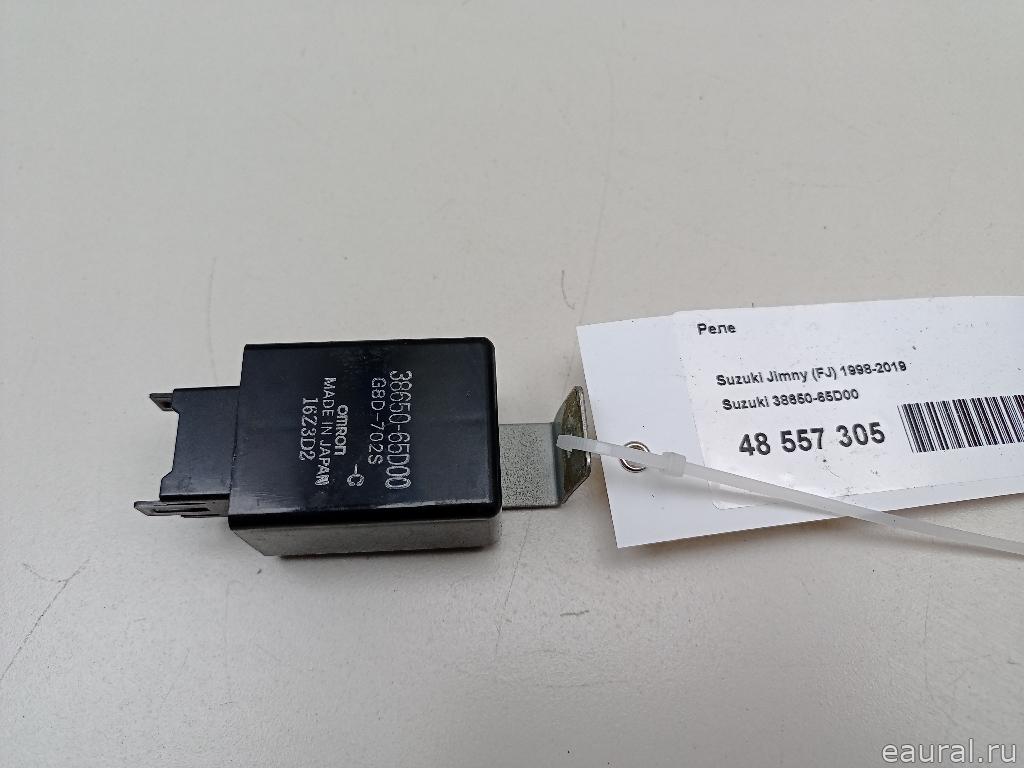 38650-65D00
G8D-702S -C
omron
MADE IN JAPAN
16Z3D2
Реле
Suzuki Jimny (FJ) 1998-2019
Suzuki 38650-65D00
48 557 305
eaural.ru